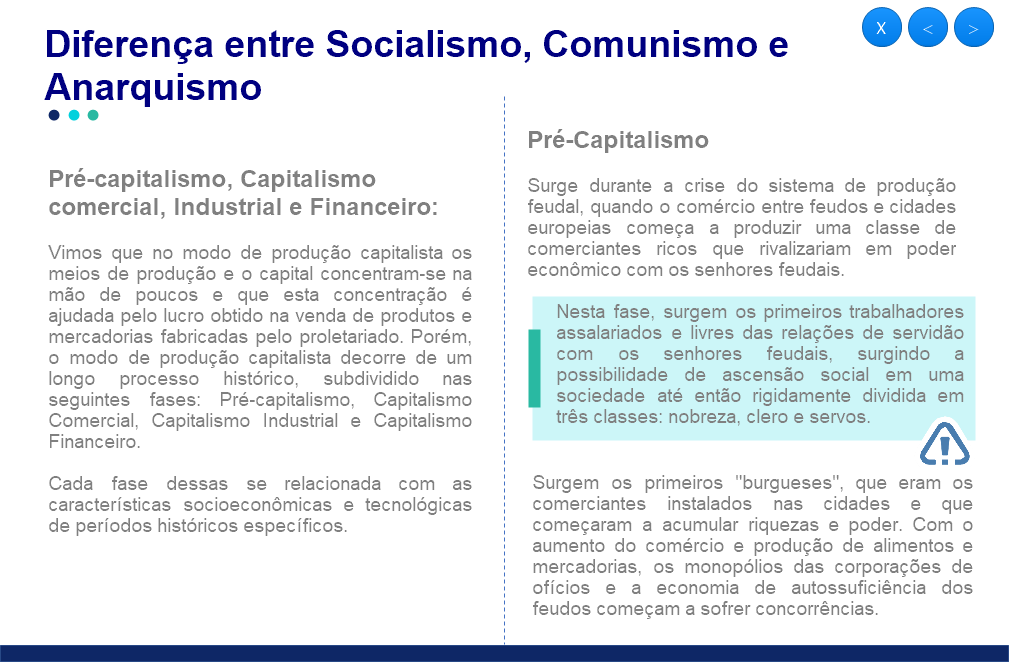 Diferença entre Socialismo, Comunismo e
Anarquismo
X < >
Pré-capitalismo, Capitalismo
comercial, Industrial e Financeiro:
Vimos que no modo de produção capitalista os
meios de produção e o capital concentram-se na
mão de poucos e que esta concentração é
ajudada pelo lucro obtido na venda de produtos e
mercadorias fabricadas pelo proletariado. Porém,
o modo de produção capitalista decorre de um
longo processo histórico, subdividido nas
seguintes fases: Pré-capitalismo, Capitalismo
Comercial, Capitalismo Industrial e Capitalismo
Financeiro.
Cada fase dessas se relacionada com as
características socioeconômicas e tecnológicas
de períodos históricos específicos.
Pré-Capitalismo
Surge durante a crise do sistema de produção
feudal, quando o comércio entre feudos e cidades
europeias começa a produzir uma classe de
comerciantes ricos que rivalizariam em poder
econômico com os senhores feudais.
Nesta fase, surgem os primeiros trabalhadores
assalariados e livres das relações de servidão
com os senhores feudais, surgindo a
possibilidade de ascensão social em uma
sociedade até então rigidamente dividida em
três classes: nobreza, clero e servos.
Surgem os primeiros "burgueses", que eram os
comerciantes instalados nas cidades e que
começaram a acumular riquezas e poder. Com o
aumento do comércio e produção de alimentos e
mercadorias, os monopólios das corporações de
ofícios e a economia de autossuficiência dos
feudos começam a sofrer concorrências.